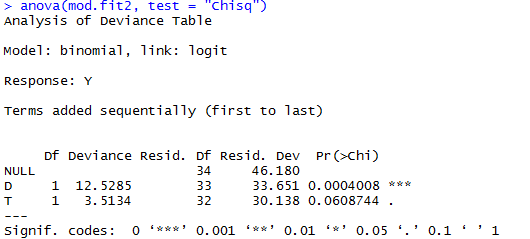 > anova(mod.fit2, test = "Chisq")
Analysis of Deviance Table
Model: binomial, link: logit
Response: Y
Terms added sequentially (first to last)
Df Deviance Resid. Df Resid. Dev Pr(>Chi)
NULL 34 46.180
D 1 12.5285 33 33.651 0.0004008 ***
T 1 3.5134 32 30.138 0.0608744 .
---
Signif. codes: 0 ‘***’ 0.001 ‘**’ 0.01 ‘*’ 0.05 ‘.’ 0.1 ‘ ’ 1